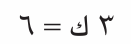 ٣ ك = ٦